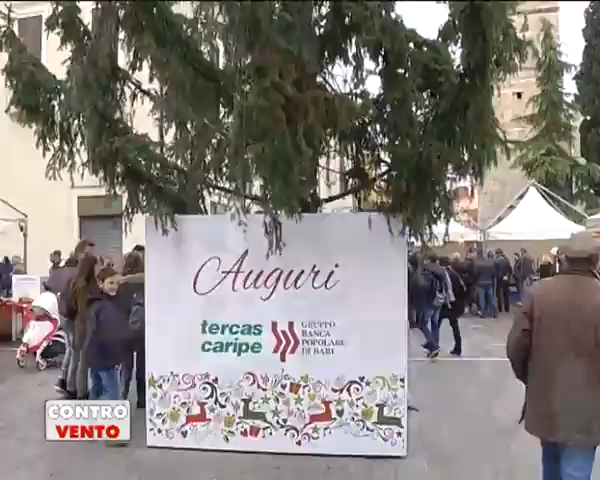 Auguri
tercas
caripe
GRUPPO
BANCA
POPOLARE
DI BARI
CONTRO
VENTO